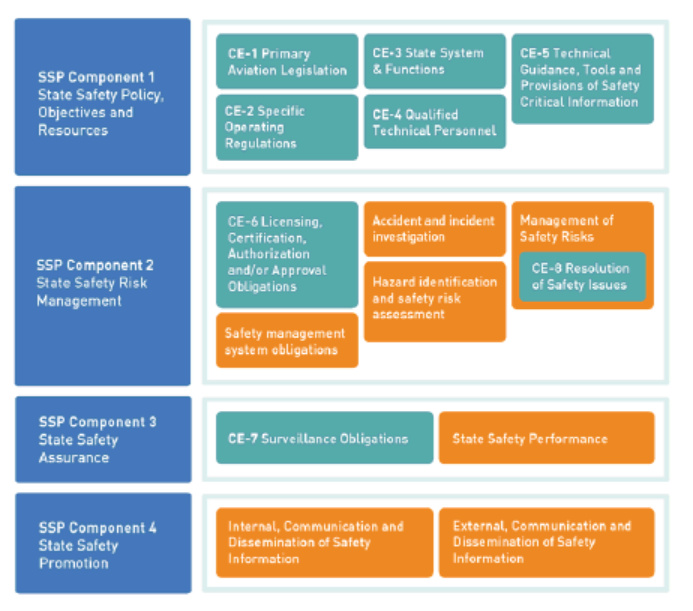 SSP Component 1
State Safety Policy,
Objectives and
Resources
CE-1 Primary
Aviation Legislation
CE-2 Specific
Operating
Regulations
CE-3 State System
& Functions
CE-4 Qualified
Technical Personnel
CE-5 Technical
Guidance, Tools and
Provisions of Safety
Critical Information
SSP Component 2
State Safety Risk
Management
CE-6 Licensing,
Certification,
Authorization
and/or Approval
Obligations
Safety management
system obligations
Accident and incident
investigation
Hazard identification
and safety risk
assessment
Management of
Safety Risks
CE-8 Resolution
of Safety Issues
SSP Component 3
State Safety
Assurance
CE-7 Surveillance Obligations
State Safety Performance
SSP Component 4
State Safety
Promotion
Internal, Communication and
Dissemination of Safety
Information
External, Communication and
Dissemination of Safety
Information